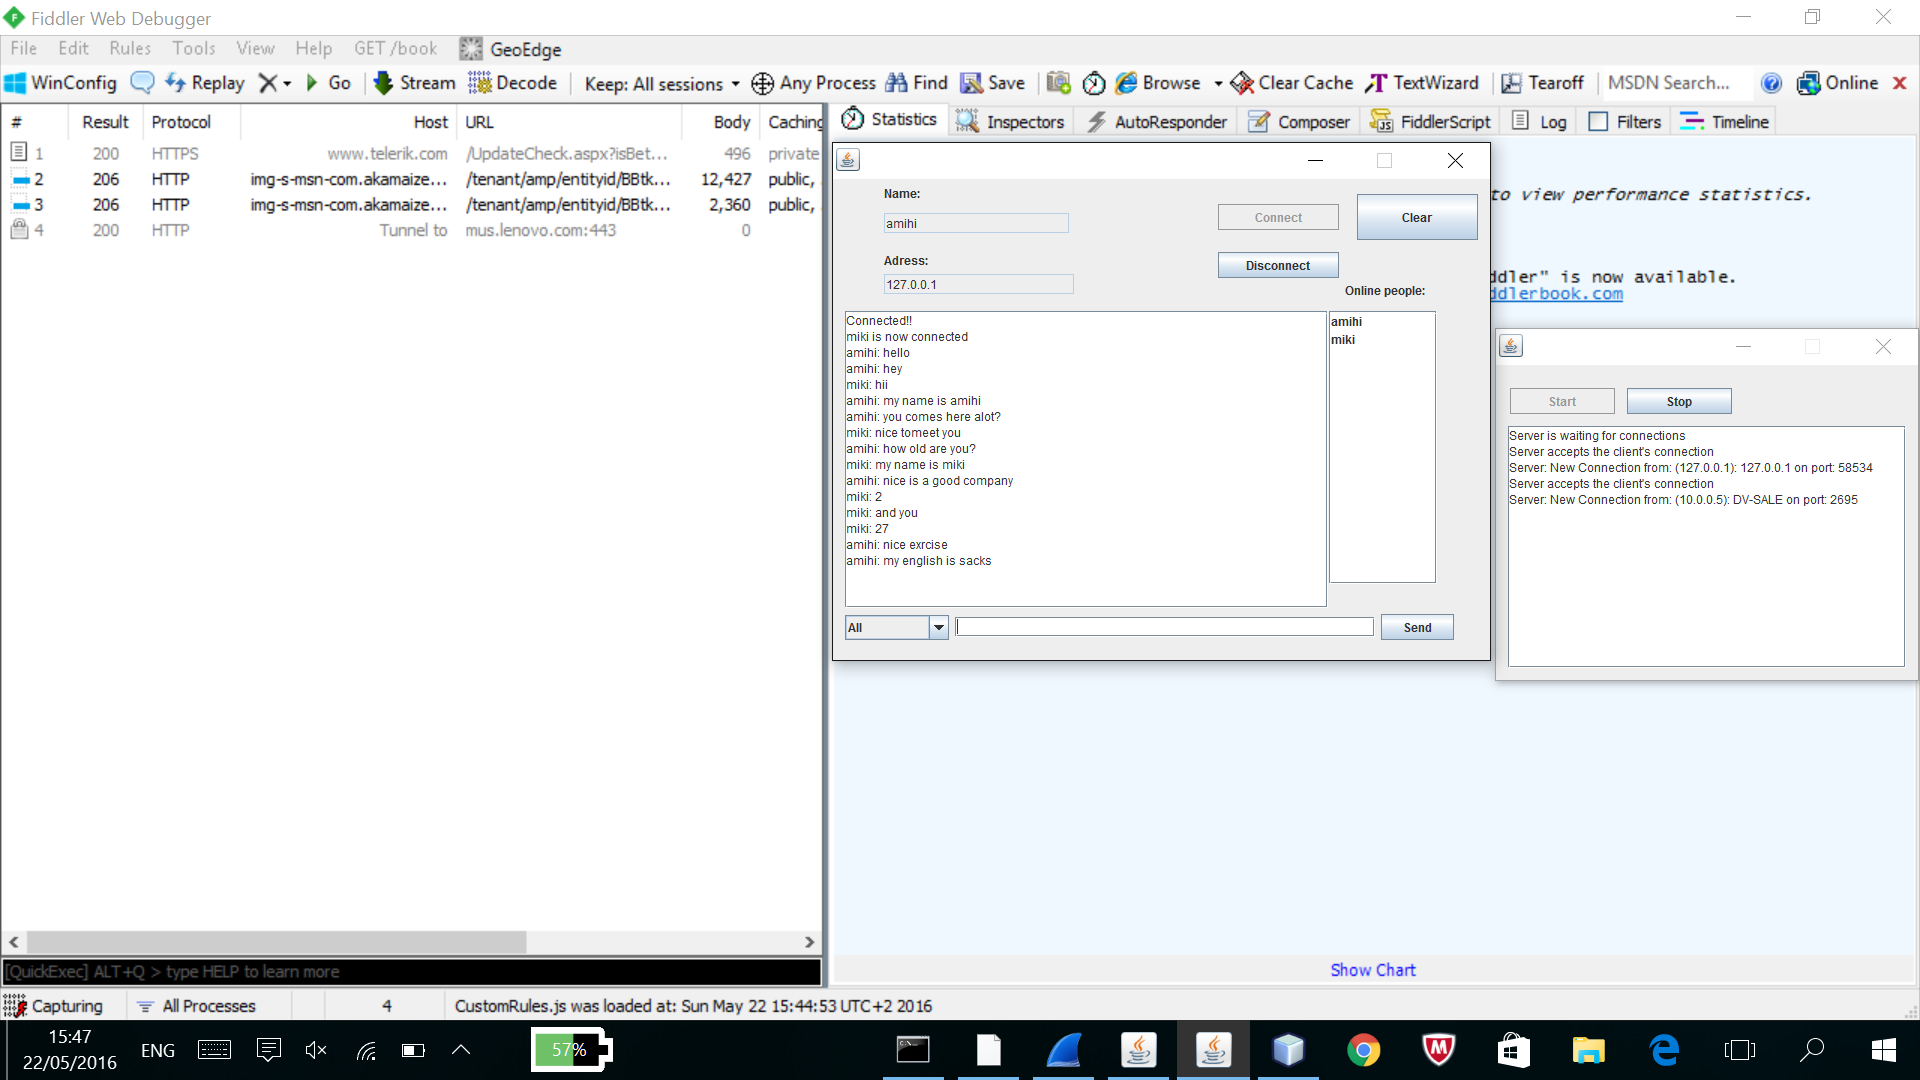 Fiddler Web Debugger
File Edit Rules Tools View Help GET /book GeoEdge
WinConfig Replay Go Stream Decode Keep: All sessions Any Process Find Save Browse Clear Cache TextWizard Tearoff MSDN Search... Online
# Result Protocol Host URL Body Caching
1 200 HTTPS www.telerik.com /UpdateCheck.aspx?isBet... 496 private
2 206 HTTP img-s-msn-com.akamaize... /tenant/amp/entityid/BBtk... 12,427 public,
3 206 HTTP img-s-msn-com.akamaize... /tenant/amp/entityid/BBtk... 2,360 public,
4 200 HTTP Tunnel to mus.lenovo.com:443 0
Statistics Inspectors AutoResponder Composer FiddlerScript Log Filters Timeline
to view performance statistics.
ddler" is now available.
ddlerbook.com
Name:
amihi
Connect
Clear
Adress:
127.0.0.1
Disconnect
Online people:
amihi
miki
Connected!!
miki is now connected
amihi: hello
amihi: hey
miki: hii
amihi: my name is amihi
amihi: you comes here alot?
miki: nice tomeet you
amihi: how old are you?
miki: my name is miki
amihi: nice is a good company
miki: 2
miki: and you
miki: 27
amihi: nice exrcise
amihi: my english is sacks
All
Send
Start Stop
Server is waiting for connections
Server accepts the client's connection
Server: New Connection from: (127.0.0.1): 127.0.0.1 on port: 58534
Server accepts the client's connection
Server: New Connection from: (10.0.0.5): DV-SALE on port: 2695
Show Chart
[QuickExec] ALT+Q > type HELP to learn more
Capturing All Processes 4 CustomRules.js was loaded at: Sun May 22 15:44:53 UTC+2 2016
15:47
22/05/2016
ENG
57%